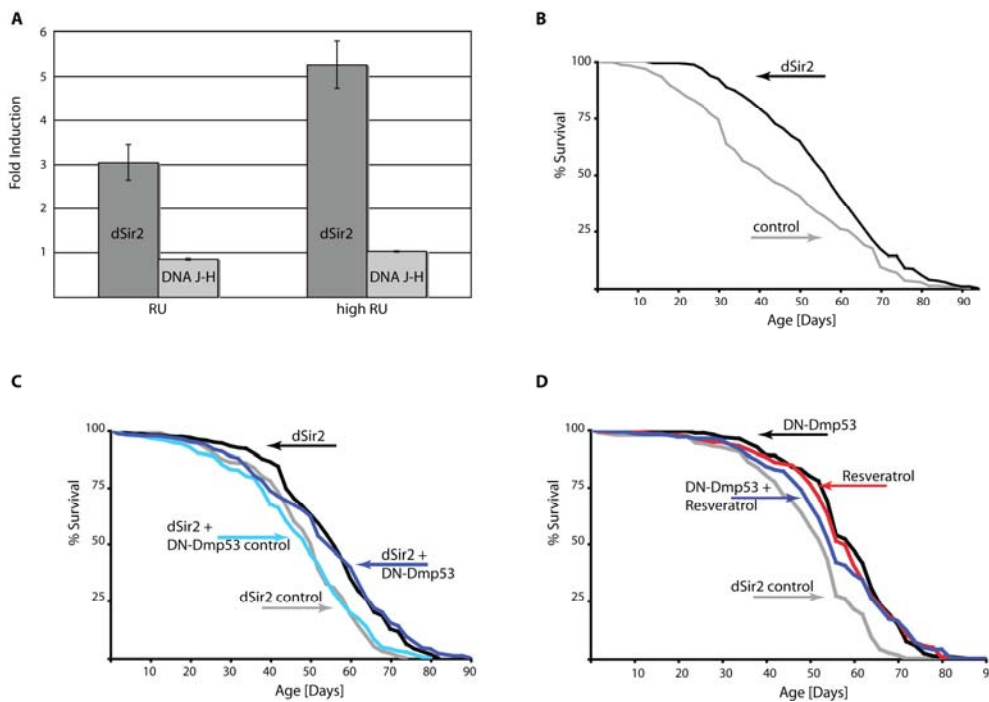 A
6
5
4
3
2
1
Fold Induction
dSir2
DNA J-H
dSir2
DNA J-H
RU
high RU
B
100
75
50
25
% Survival
dSir2
control
10 20 30 40 50 60 70 80 90
Age [Days]
C
100
75
50
25
% Survival
dSir2
dSir2 +
DN-Dmp53 control
dSir2 +
DN-Dmp53
dSir2 control
10 20 30 40 50 60 70 80 90
Age [Days]
D
100
75
50
25
% Survival
DN-Dmp53
Resveratrol
DN-Dmp53 +
Resveratrol
dSir2 control
10 20 30 40 50 60 70 80 9
Age [Days]